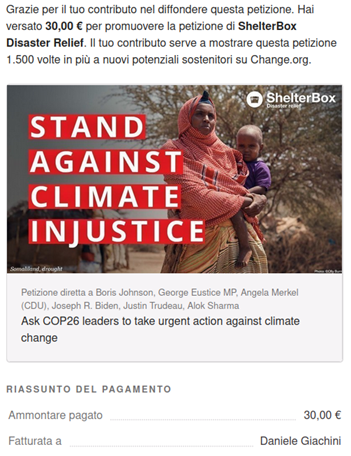 Grazie per il tuo contributo nel diffondere questa petizione. Hai
versato 30,00 € per promuovere la petizione di ShelterBox
Disaster Relief. Il tuo contributo serve a mostrare questa petizione
1.500 volte in più a nuovi potenziali sostenitori su Change.org.
ShelterBox
Disaster relief
STAND
AGAINST
CLIMATE
INJUSTICE
Somaliland, drought
Petizione diretta a Boris Johnson, George Eustice MP, Angela Merkel
(CDU), Joseph R. Biden, Justin Trudeau, Alok Sharma
Ask COP26 leaders to take urgent action against climate
change
RIASSUNTO DEL PAGAMENTO
Ammontare pagato 30,00 €
Fatturata a Daniele Giachini